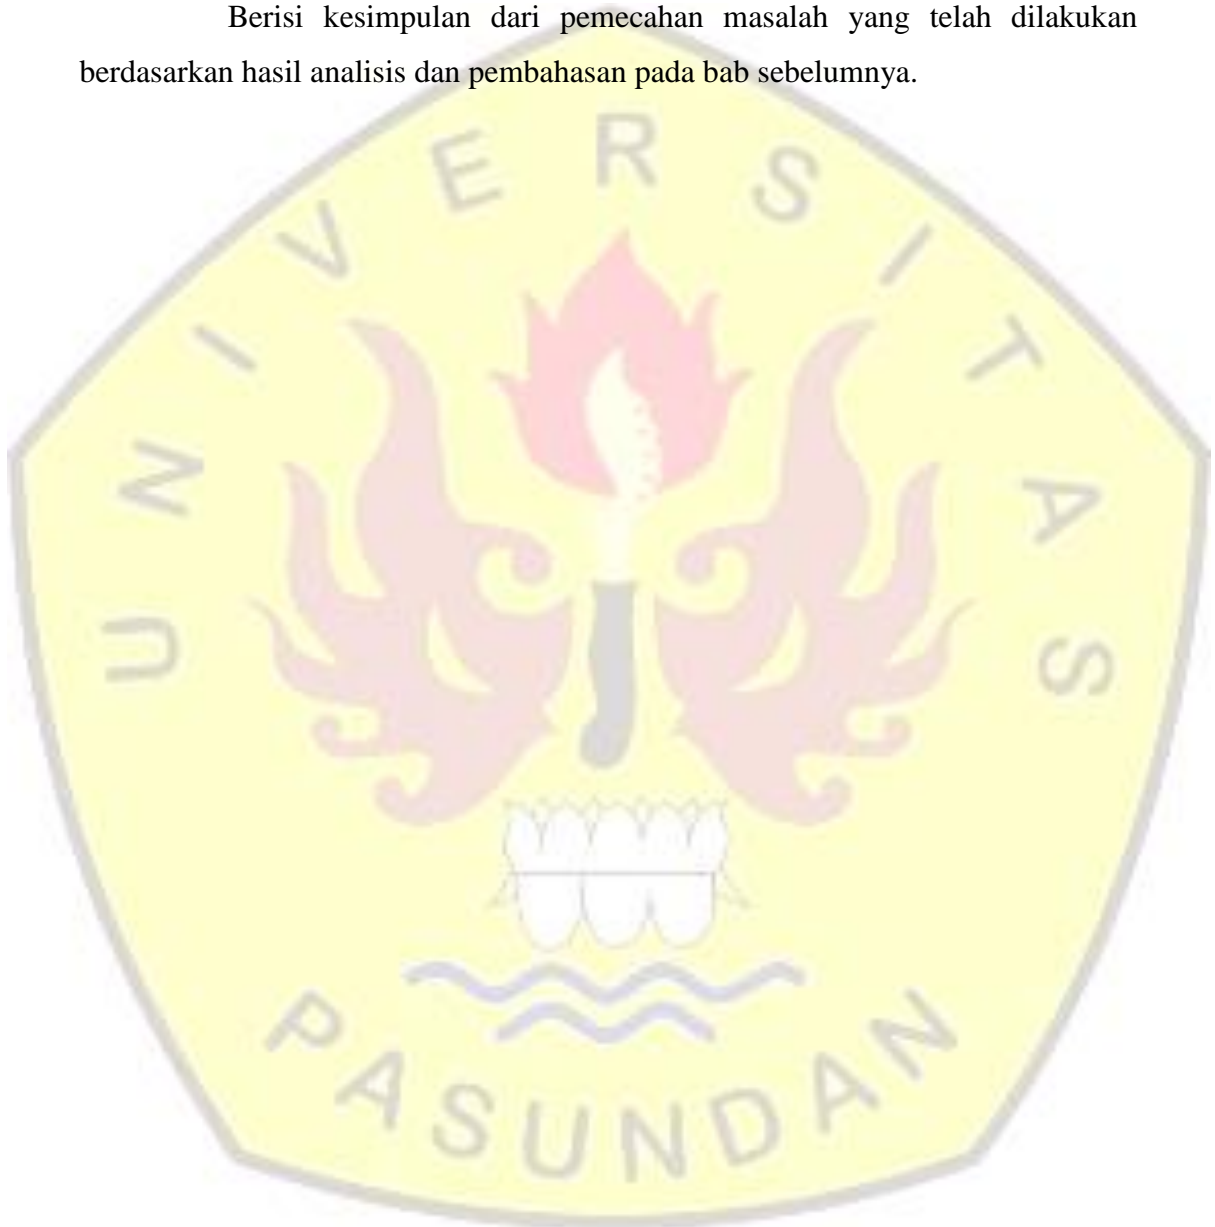 Berisi kesimpulan dari pemecahan masalah yang telah dilakukan
berdasarkan hasil analisis dan pembahasan pada bab sebelumnya.
UNIVERSITAS
PASUNDAN